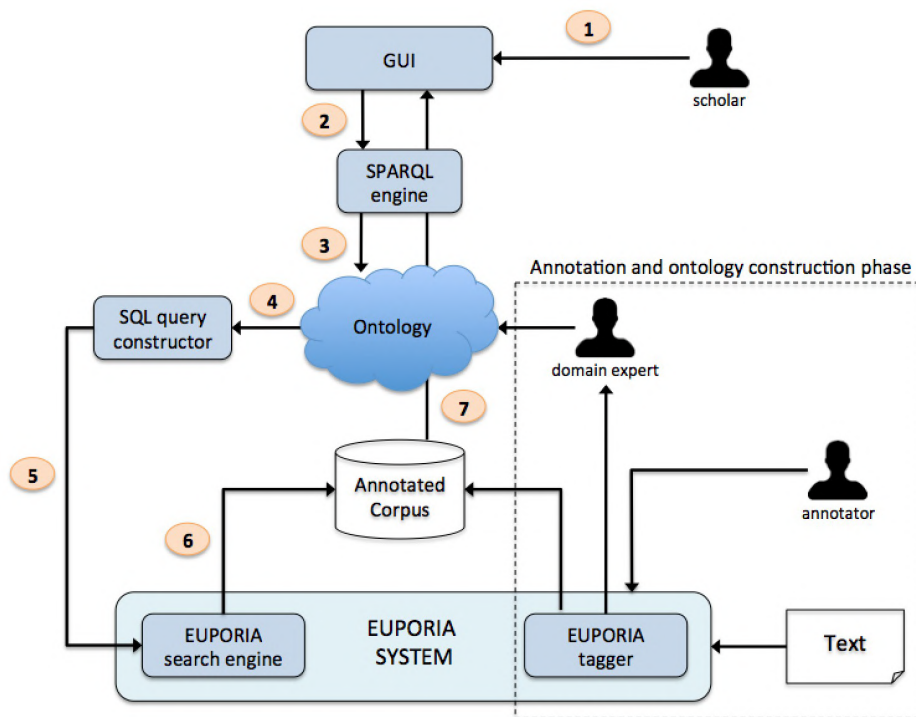 1
GUI
scholar
2
SPARQL
engine
3
Annotation and ontology construction phase
4
SQL query
constructor
Ontology
domain expert
7
5
Annotated
Corpus
annotator
6
EUPORIA
search engine
EUPORIA
SYSTEM
EUPORIA
tagger
Text